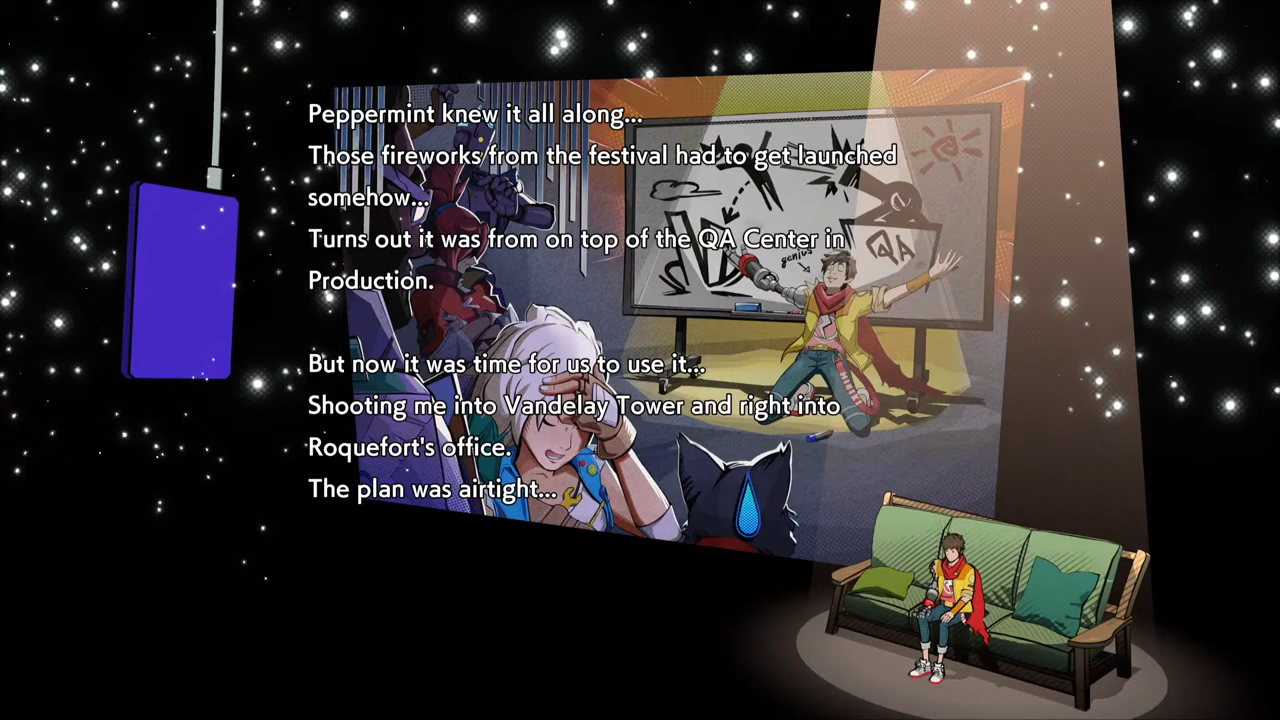 Peppermint knew it all along...
Those fireworks from the festival had to get launched
somehow...
Turns out it was from on top of the QA Center in
Production.
But now it was time for us to use it...
Shooting me into Vandelay Tower and right into
Roquefort's office.
The plan was airtight...
QA
genius